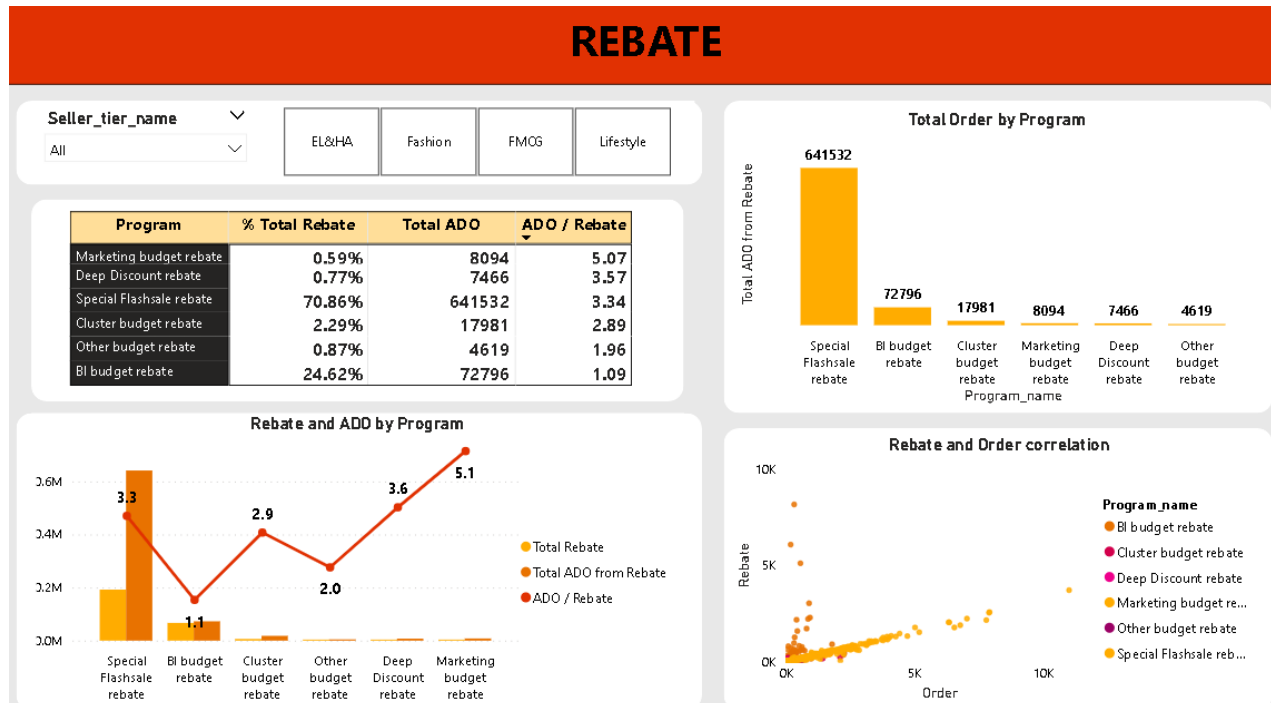 REBATE
Seller_tier_name
All
EL&HA
Fashion
FMCG
Lifestyle
Program % Total Rebate Total ADO ADO / Rebate
Marketing budget rebate 0.59% 8094 5.07
Deep Discount rebate 0.77% 7466 3.57
Special Flashsale rebate 70.86% 641532 3.34
Cluster budget rebate 2.29% 17981 2.89
Other budget rebate 0.87% 4619 1.96
BI budget rebate 24.62% 72796 1.09
Total Order by Program
Total ADO from Rebate
641532
72796
17981
8094
7466
4619
Special Flashsale rebate
BI budget rebate
Cluster budget rebate
Marketing budget rebate
Deep Discount rebate
Other budget rebate
Program_name
Rebate and ADO by Program
0.6M
0.4M
0.2M
0.0M
3.3
1.1
2.9
2.0
3.6
5.1
Special Flashsale rebate
BI budget rebate
Cluster budget rebate
Other budget rebate
Deep Discount rebate
Marketing budget rebate
Total Rebate
Total ADO from Rebate
ADO / Rebate
Rebate and Order correlation
Rebate
10K
5K
0K
0K
5K
10K
Order
Program_name
BI budget rebate
Cluster budget rebate
Deep Discount rebate
Marketing budget re...
Other budget rebate
Special Flashsale reb...